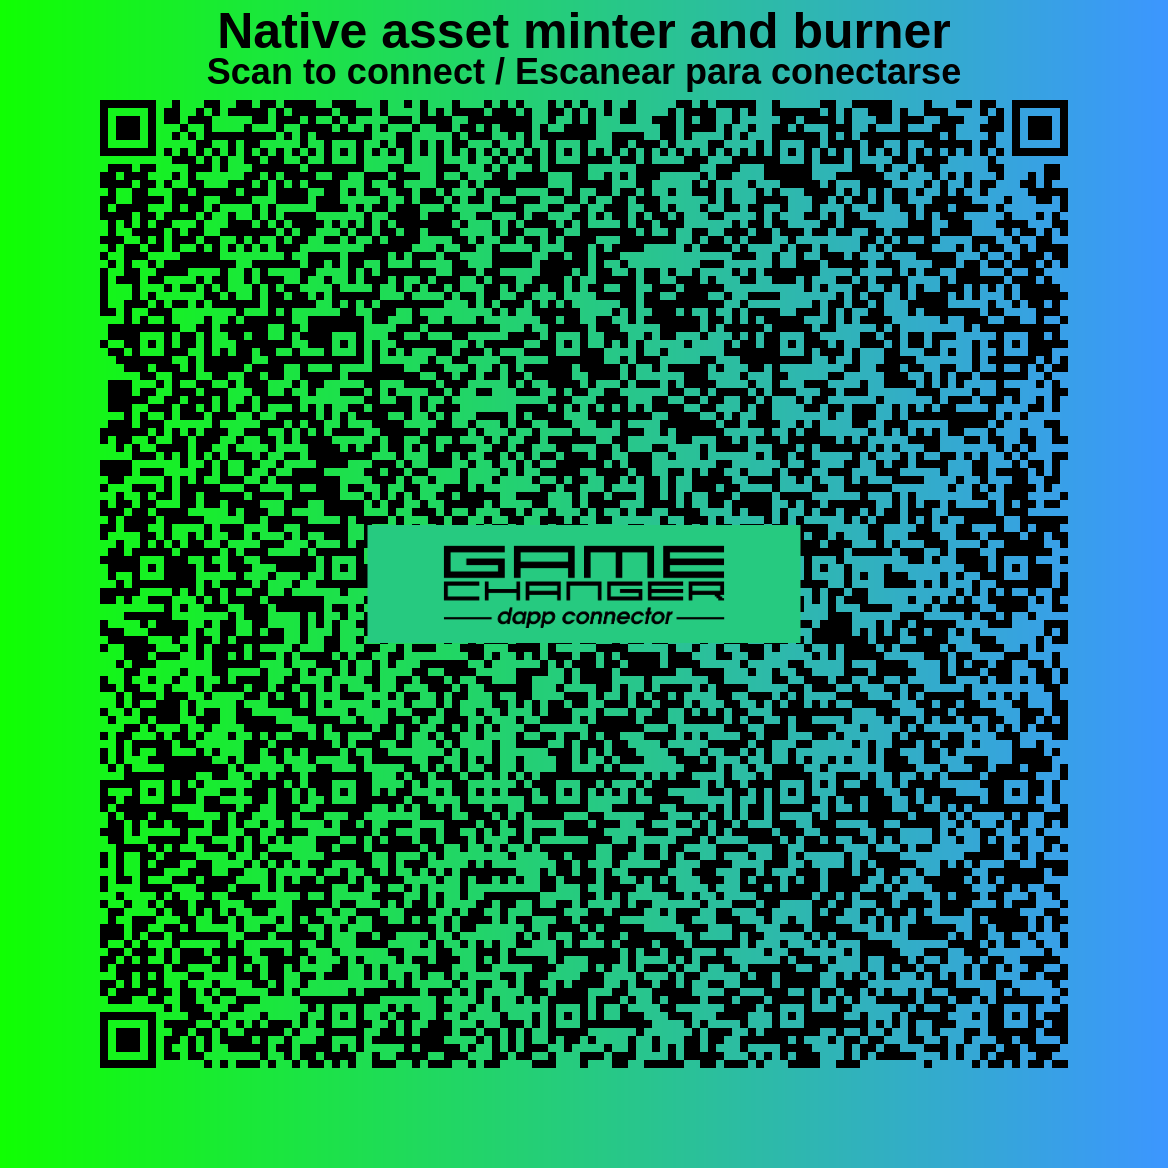 Native asset minter and burner
Scan to connect / Escanear para conectarse
GAME
CHANGER
dapp connector